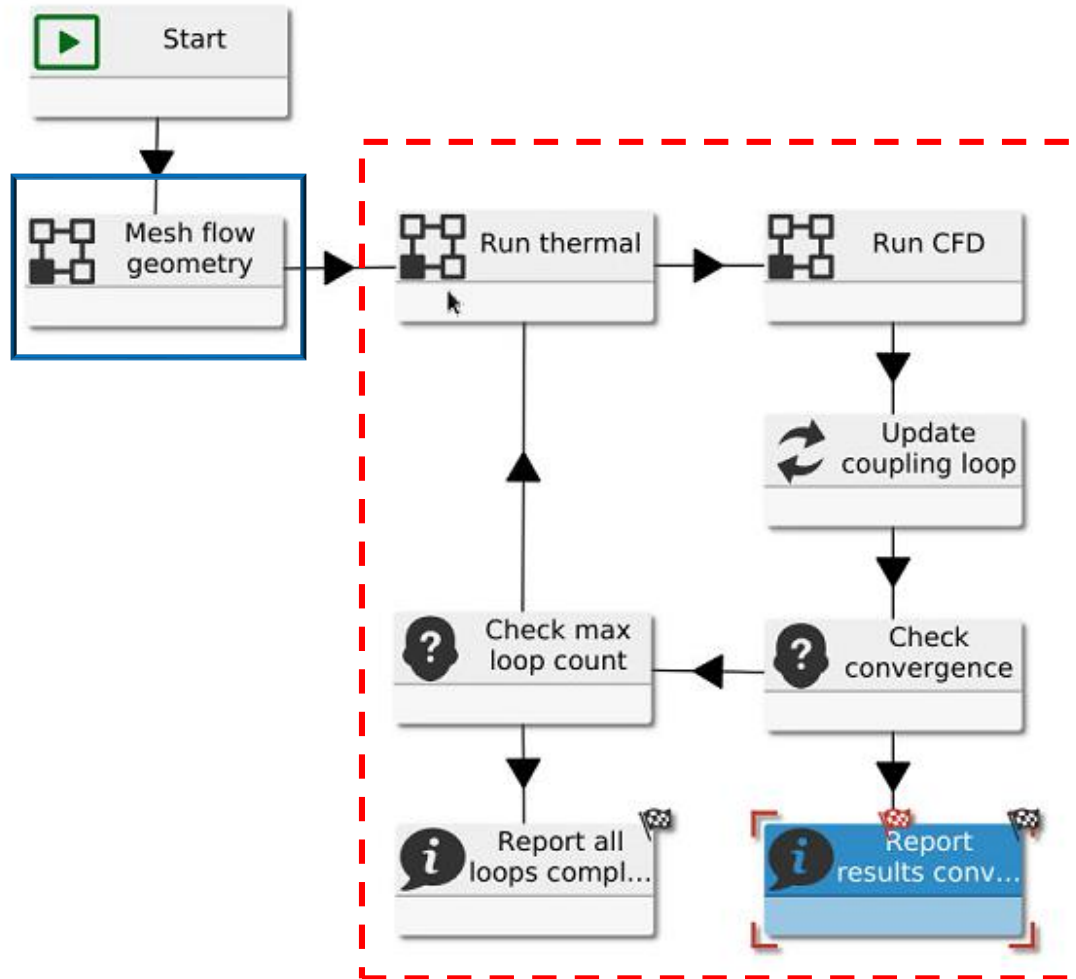 Start
Mesh flow
geometry
Run thermal
Run CFD
Update
coupling loop
Check max
loop count
Check
convergence
Report all
loops compl...
Report
results conv...